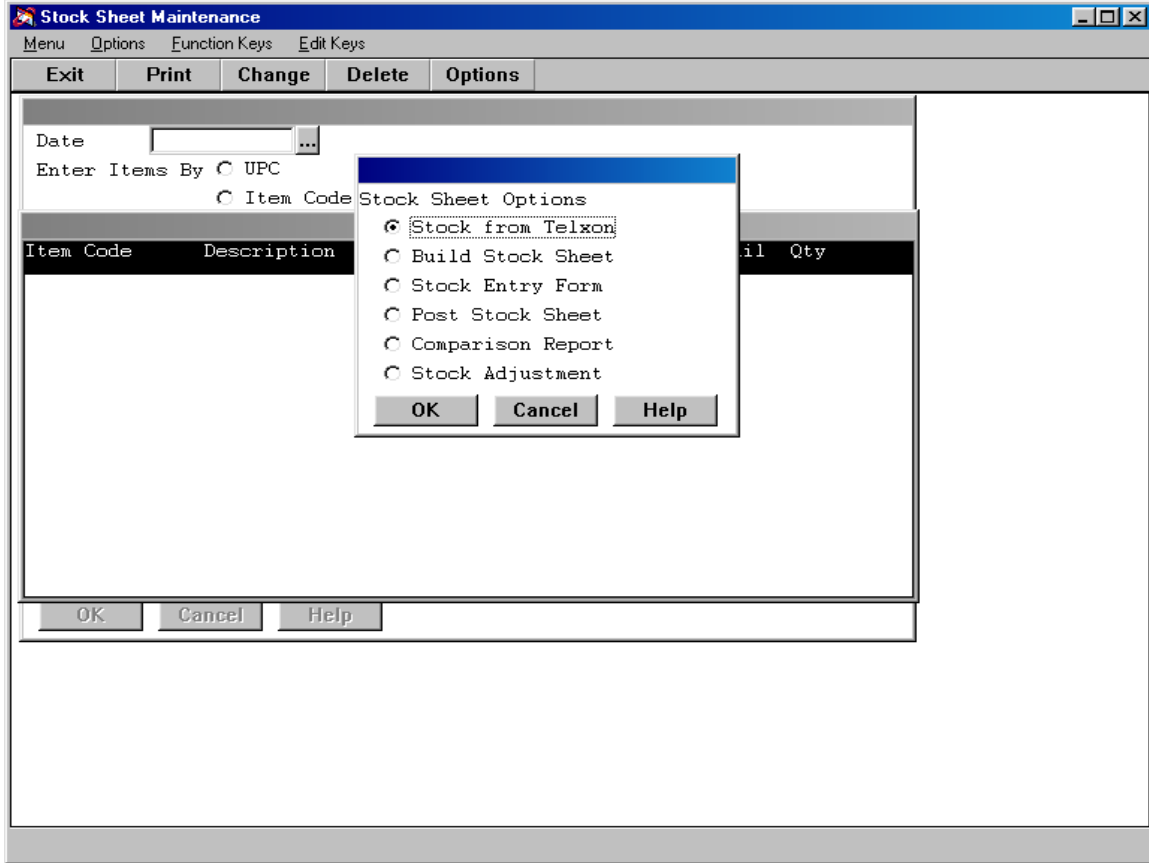 Stock Sheet Maintenance
Menu Options Function Keys Edit Keys
Exit Print Change Delete Options
Date ...
Enter Items By UPC
Item Code
Stock Sheet Options
Stock from Telxon
Build Stock Sheet
Stock Entry Form
Post Stock Sheet
Comparison Report
Stock Adjustment
OK Cancel Help
Item Code Description il Qty
OK Cancel Help